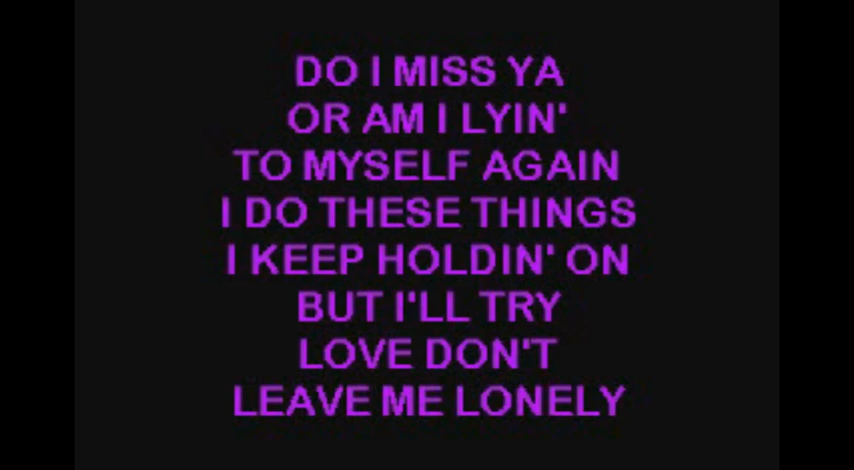 DO I MISS YA
OR AM I LYIN'
TO MYSELF AGAIN
I DO THESE THINGS
I KEEP HOLDIN' ON
BUT I'LL TRY
LOVE DON'T
LEAVE ME LONELY